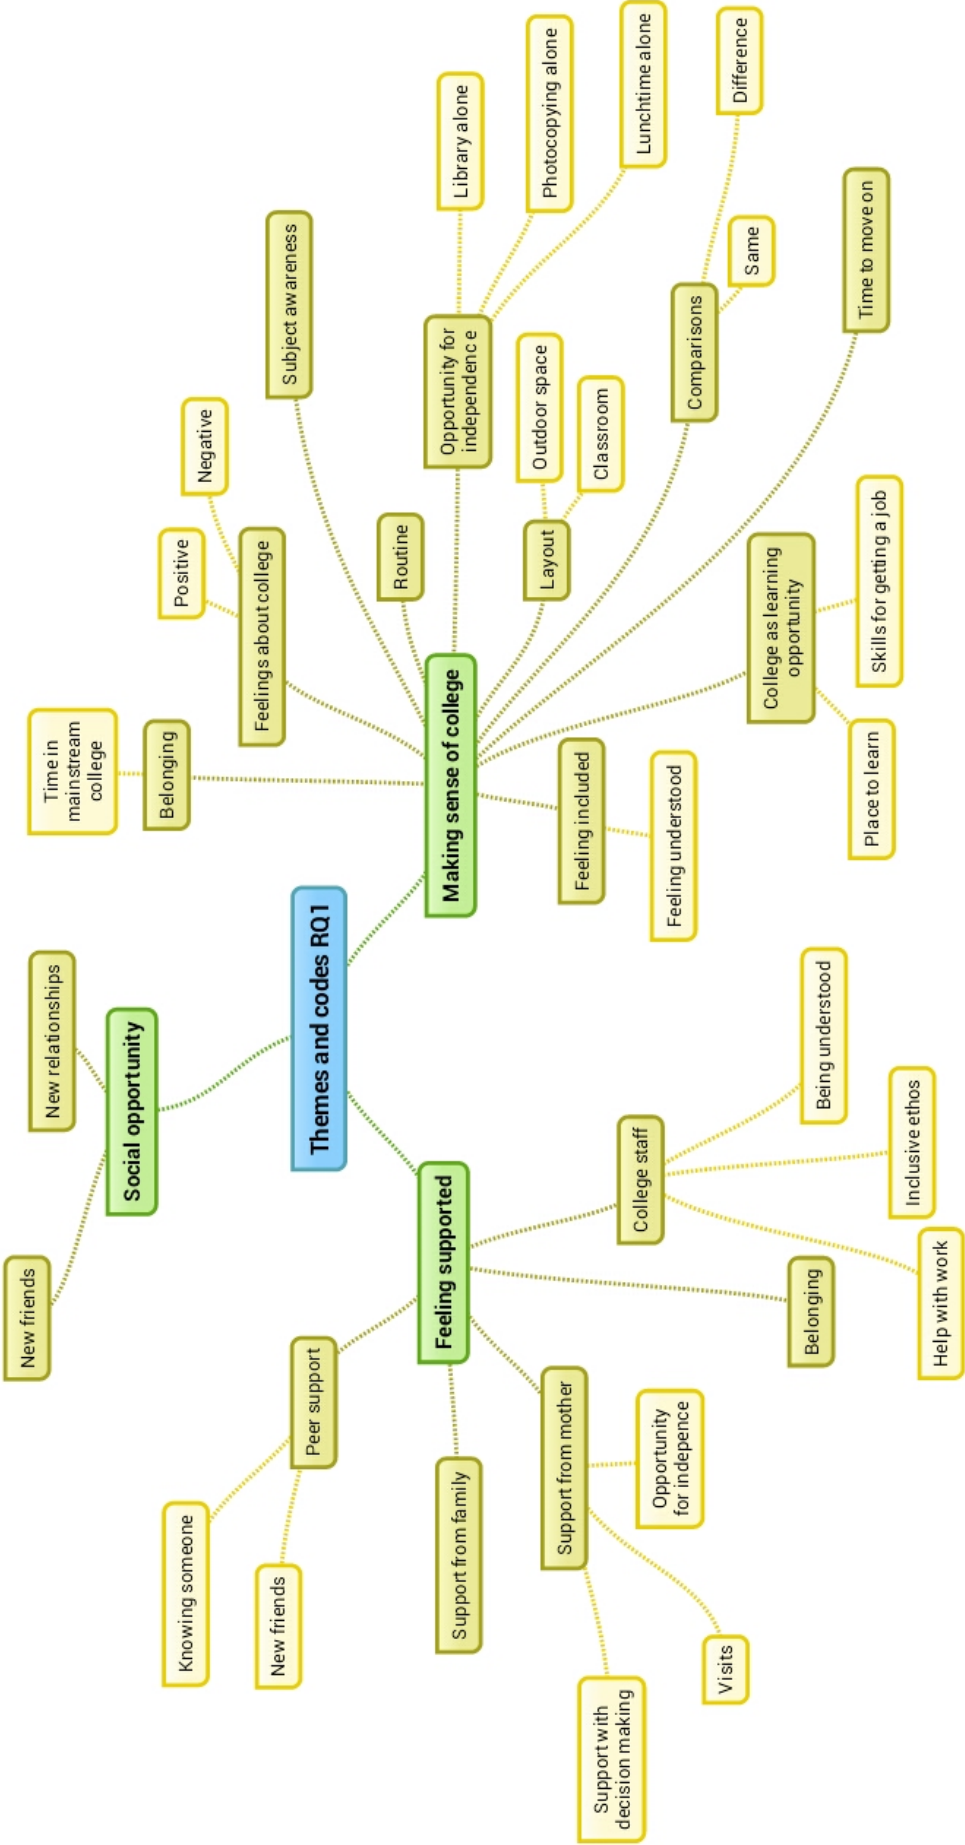 New friends
New relationships
Social opportunity
Knowing someone
New friends
Peer support
Support from family
Feeling supported
Support from mother
Support with
decision making
Visits
Opportunity
for indepence
Belonging
College staff
Help with work
Inclusive ethos
Being understood
Themes and codes RQ1
Making sense of college
Time in
mainstream
college
Belonging
Positive
Negative
Feelings about college
Subject awareness
Routine
Opportunity for
independence
Library alone
Photocopying alone
Lunchtime alone
Layout
Outdoor space
Classroom
Comparisons
Same
Difference
Time to move on
College as learning
opportunity
Skills for getting a job
Place to learn
Feeling included
Feeling understood